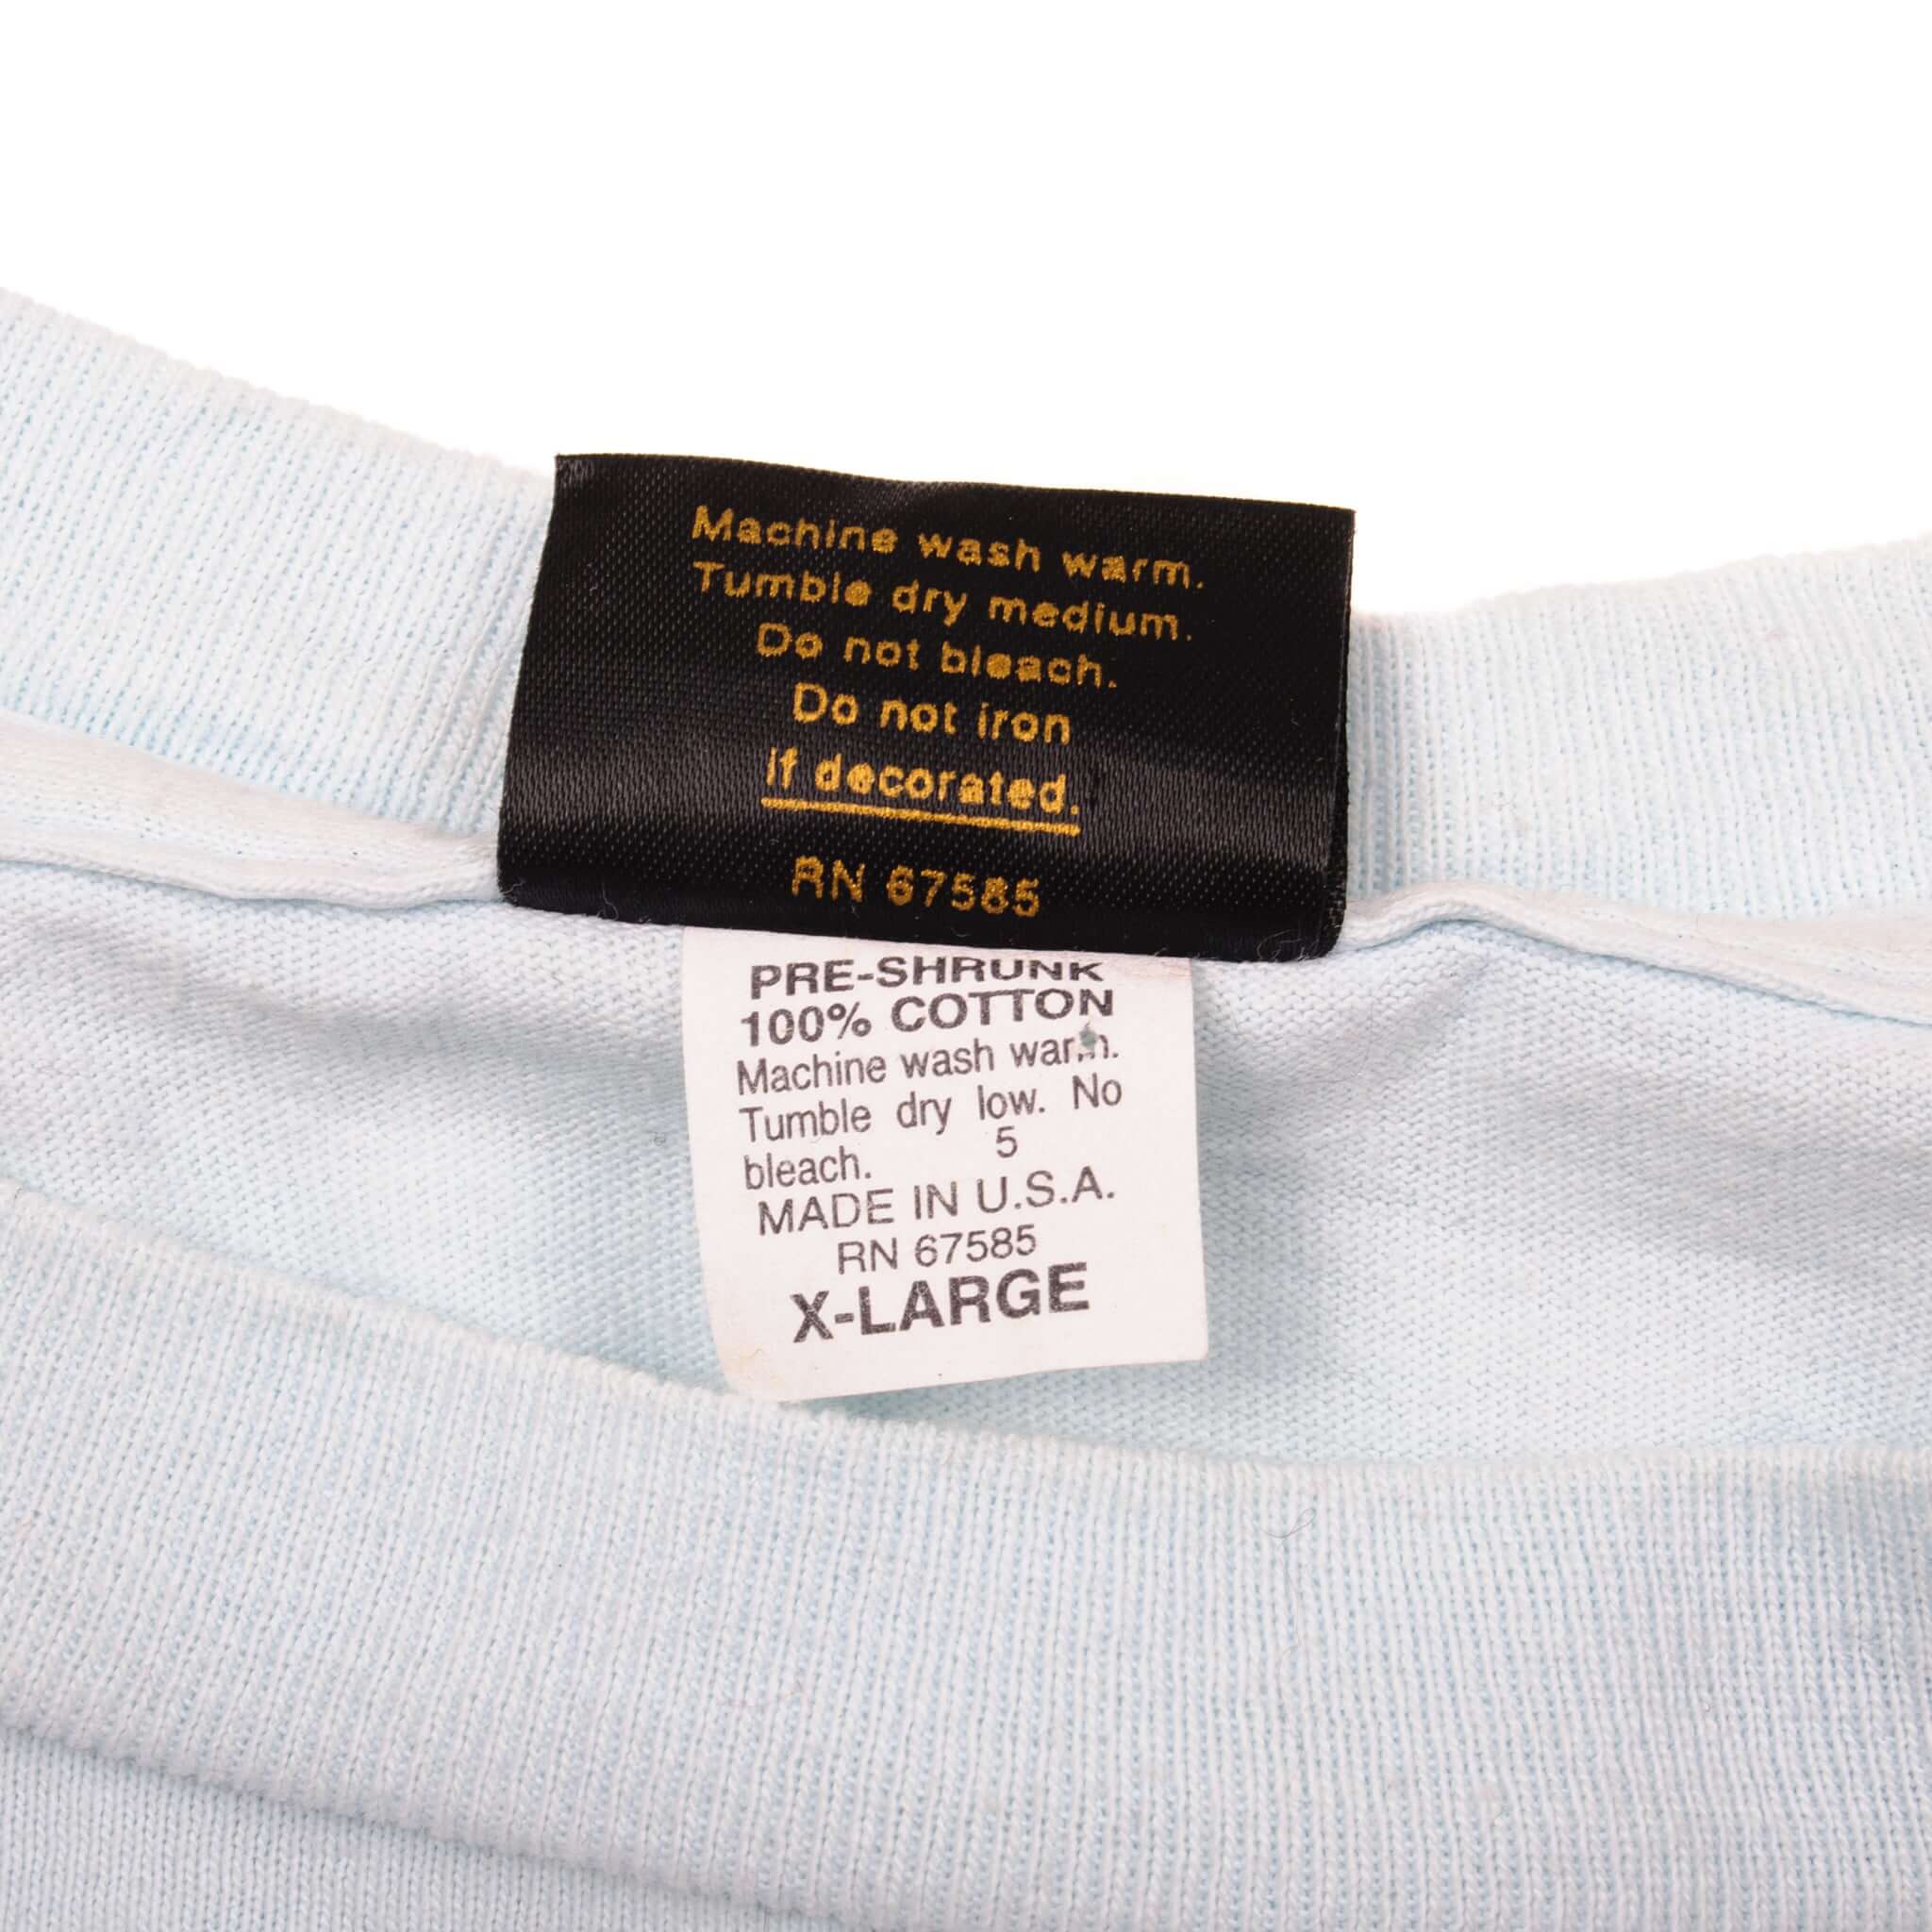 Machine wash warm.
Tumble dry medium.
Do not bleach.
Do not iron
if decorated.
RN 67585
PRE-SHRUNK
100% COTTON
Machine wash warm.
Tumble dry low. No
bleach. 5
MADE IN U.S.A.
RN 67585
X-LARGE